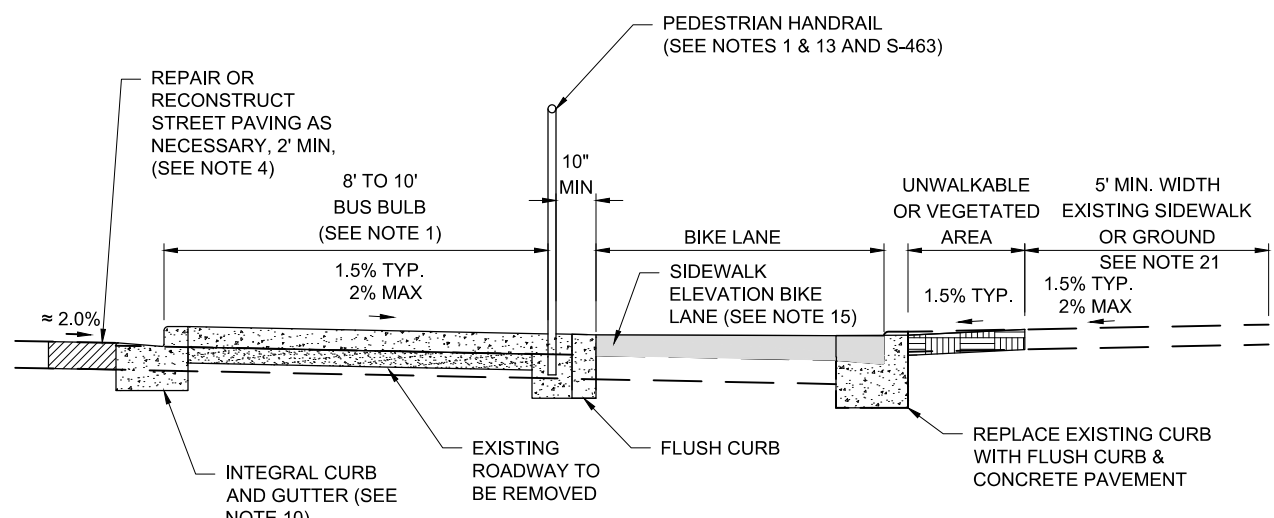 PEDESTRIAN HANDRAIL
(SEE NOTES 1 & 13 AND S-463)
REPAIR OR
RECONSTRUCT
STREET PAVING AS
NECESSARY, 2' MIN,
(SEE NOTE 4)
8' TO 10'
BUS BULB
(SEE NOTE 1)
10"
MIN
BIKE LANE
UNWALKABLE
OR VEGETATED
AREA
5' MIN. WIDTH
EXISTING SIDEWALK
OR GROUND
SEE NOTE 21
≈ 2.0%
1.5% TYP.
2% MAX
SIDEWALK
ELEVATION BIKE
LANE (SEE NOTE 15)
1.5% TYP.
1.5% TYP.
2% MAX
INTEGRAL CURB
AND GUTTER (SEE
NOTE 10)
EXISTING
ROADWAY TO
BE REMOVED
FLUSH CURB
REPLACE EXISTING CURB
WITH FLUSH CURB &
CONCRETE PAVEMENT